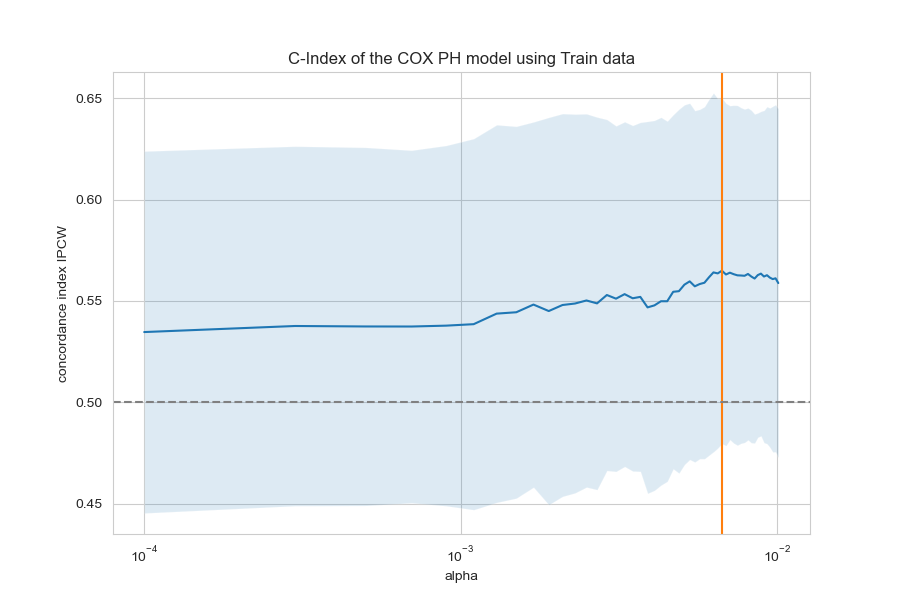 C-Index of the COX PH model using Train data
concordance index IPCW
0.65
0.60
0.55
0.50
0.45
10⁻⁴
10⁻³
10⁻²
alpha